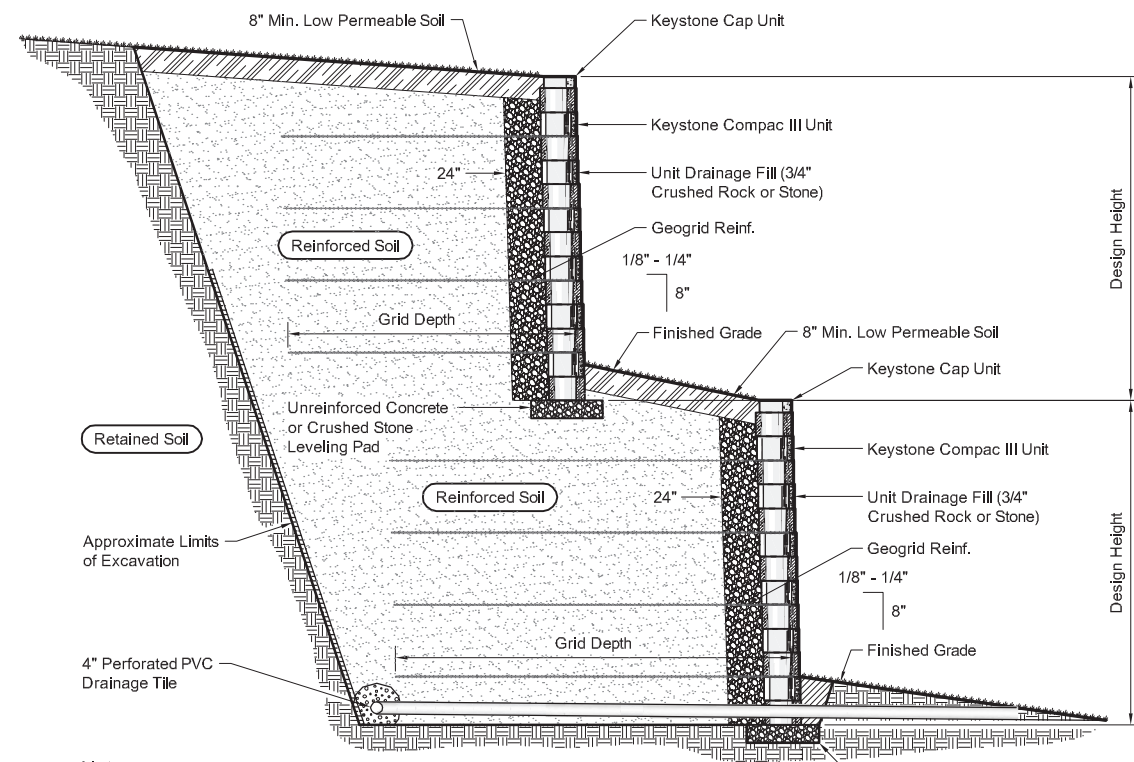 8" Min. Low Permeable Soil
Keystone Cap Unit
Keystone Compac III Unit
24"
Unit Drainage Fill (3/4"
Crushed Rock or Stone)
Geogrid Reinf.
Reinforced Soil
1/8" - 1/4"
8"
Design Height
Grid Depth
Finished Grade
8" Min. Low Permeable Soil
Keystone Cap Unit
Unreinforced Concrete
or Crushed Stone
Leveling Pad
Retained Soil
Keystone Compac III Unit
Reinforced Soil
24"
Unit Drainage Fill (3/4"
Crushed Rock or Stone)
Approximate Limits
of Excavation
Geogrid Reinf.
1/8" - 1/4"
8"
Design Height
Grid Depth
Finished Grade
4" Perforated PVC
Drainage Tile